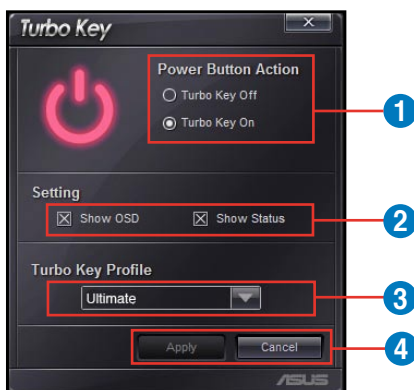 Turbo Key
Power Button Action
Turbo Key Off
Turbo Key On
1
Setting
Show OSD Show Status
2
Turbo Key Profile
Ultimate
3
Apply Cancel
4
ASUS